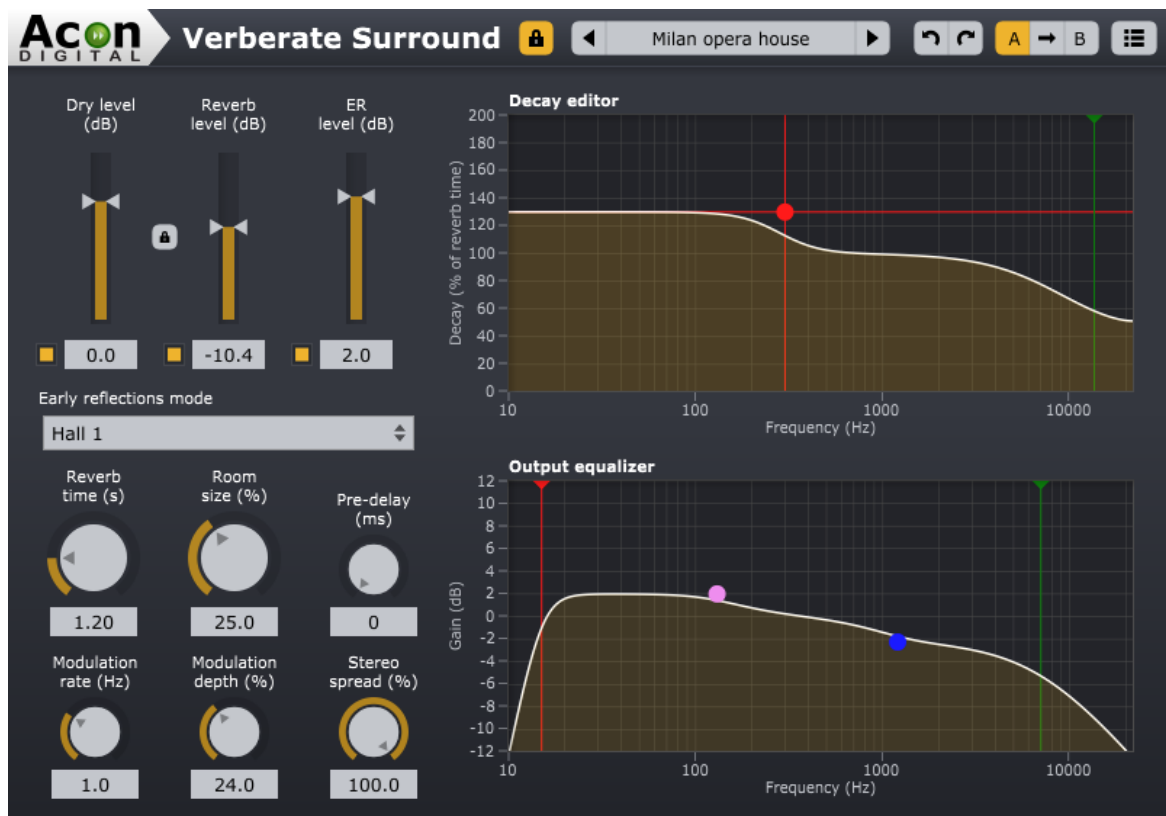 Acon
DIGITAL
Verberate Surround
Milan opera house
A
B
Dry level
(dB)
Reverb
level (dB)
ER
level (dB)
0.0
-10.4
2.0
Early reflections mode
Hall 1
Reverb
time (s)
Room
size (%)
Pre-delay
(ms)
1.20
25.0
0
Modulation
rate (Hz)
Modulation
depth (%)
Stereo
spread (%)
1.0
24.0
100.0
Decay editor
200
180
160
140
120
100
80
60
40
20
0
Decay (% of reverb time)
10
100
1000
10000
Frequency (Hz)
Output equalizer
12
10
8
6
4
2
0
-2
-4
-6
-8
-10
-12
Gain (dB)
10
100
1000
10000
Frequency (Hz)